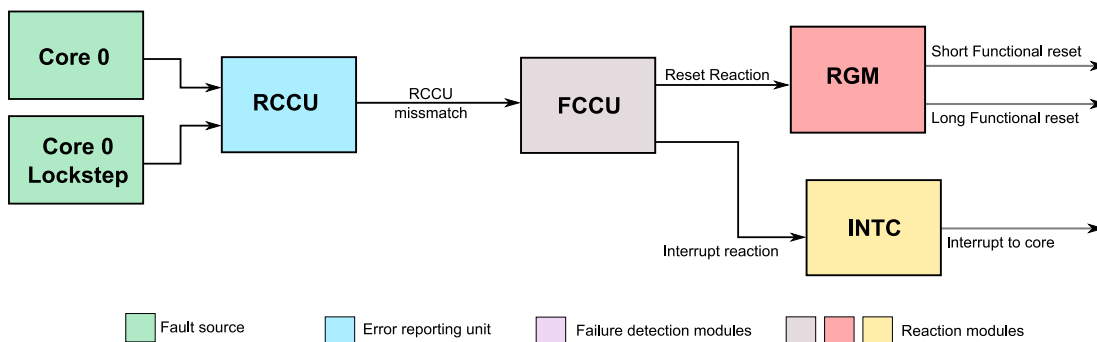 Core 0
Core 0
Lockstep
RCCU
RCCU
missmatch
FCCU
Reset Reaction
Interrupt reaction
RGM
Short Functional reset
Long Functional reset
INTC
Interrupt to core
Fault source
Error reporting unit
Failure detection modules
Reaction modules